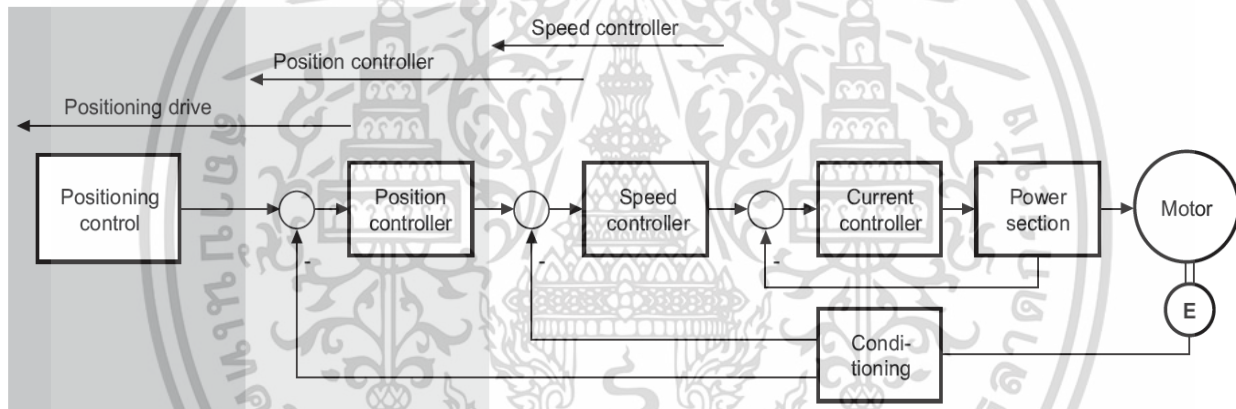 Speed controller
Position controller
Positioning drive
Positioning
control
Position
controller
Speed
controller
Current
controller
Power
section
Motor
-
-
-
E
Condi-
tioning